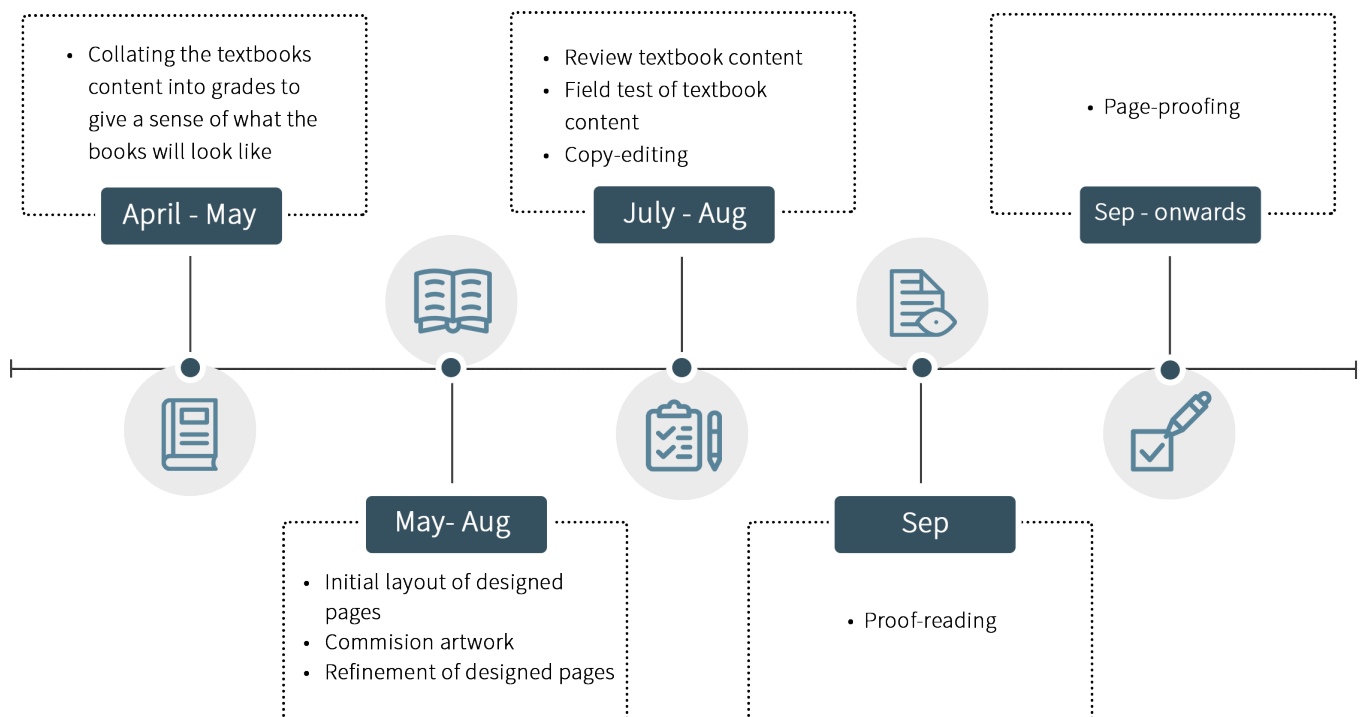 • Collating the textbooks
content into grades to
give a sense of what the
books will look like
April - May
• Initial layout of designed
pages
• Commision artwork
• Refinement of designed pages
May- Aug
• Review textbook content
• Field test of textbook
content
• Copy-editing
July - Aug
Sep
• Proof-reading
• Page-proofing
Sep - onwards